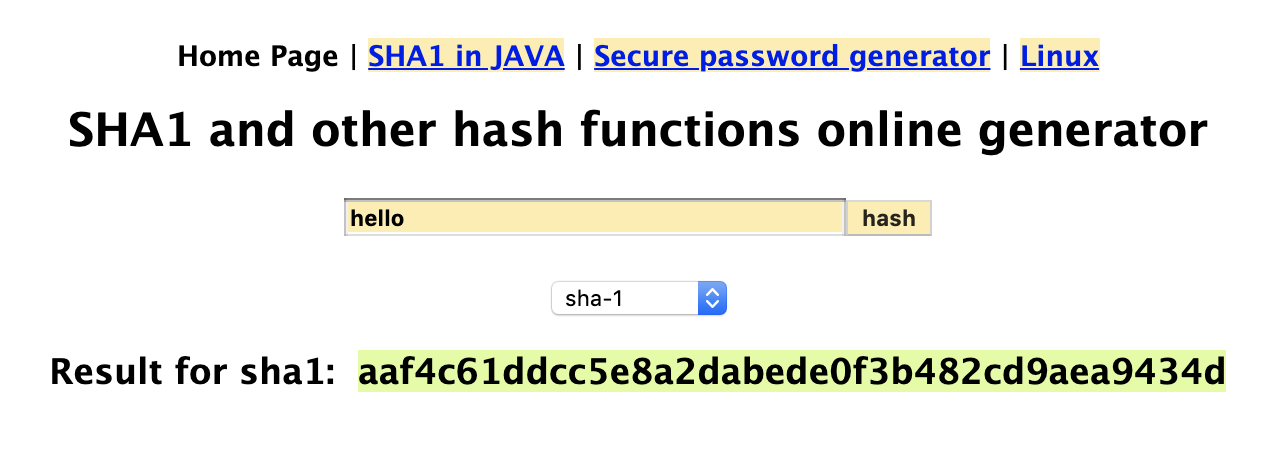 Home Page | SHA1 in JAVA | Secure password generator | Linux
SHA1 and other hash functions online generator
hello hash
sha-1
Result for sha1: aaf4c61ddcc5e8a2dabede0f3b482cd9aea9434d